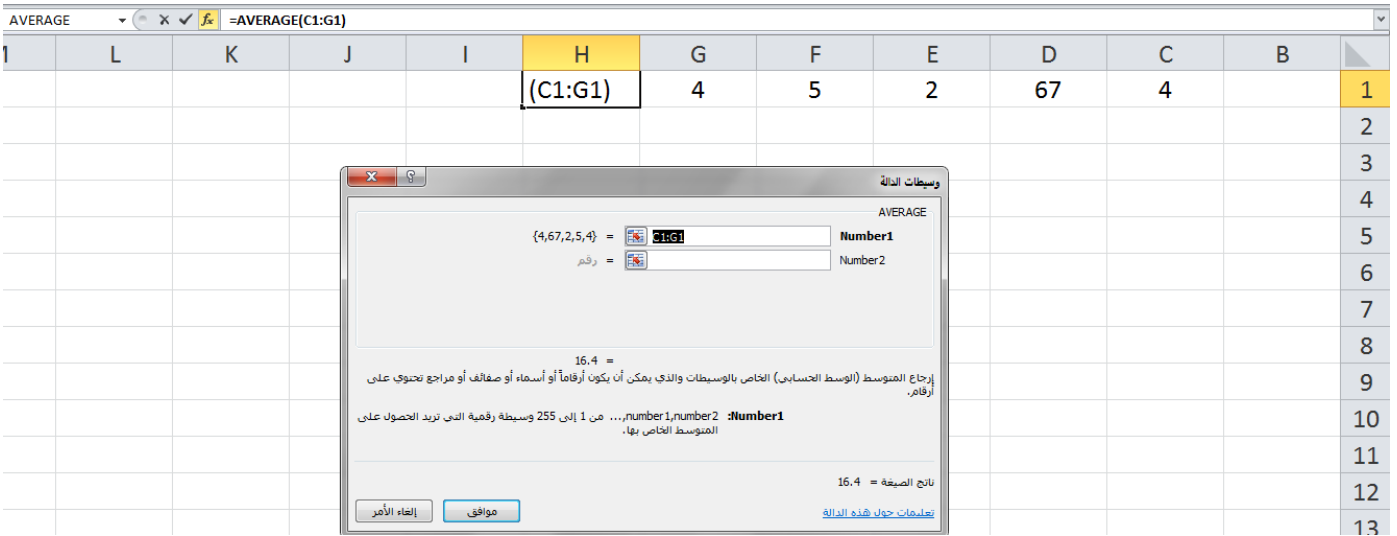 AVERAGE =AVERAGE(C1:G1)
L K J I H G F E D C B
(C1:G1) 4 5 2 67 4 1
2
3
وسيطات الدالة
4
AVERAGE
Number1 C1:G1 = {4,67,2,5,4}
5
Number2 = رقم
6
7
8
= 16.4
إرجاع المتوسط (الوسط الحسابي) الخاص بالوسيطات والذي يمكن أن يكون أرقاماً أو أسماء أو صفائف أو مراجع تحتوي على
أرقام.
9
Number1: number1,number2,... من 1 إلى 255 وسيطة رقمية التي تريد الحصول على
المتوسط الخاص بها.
10
11
ناتج الصيغة = 16.4
12
تعليمات حول هذه الدالة موافق إلغاء الأمر
13